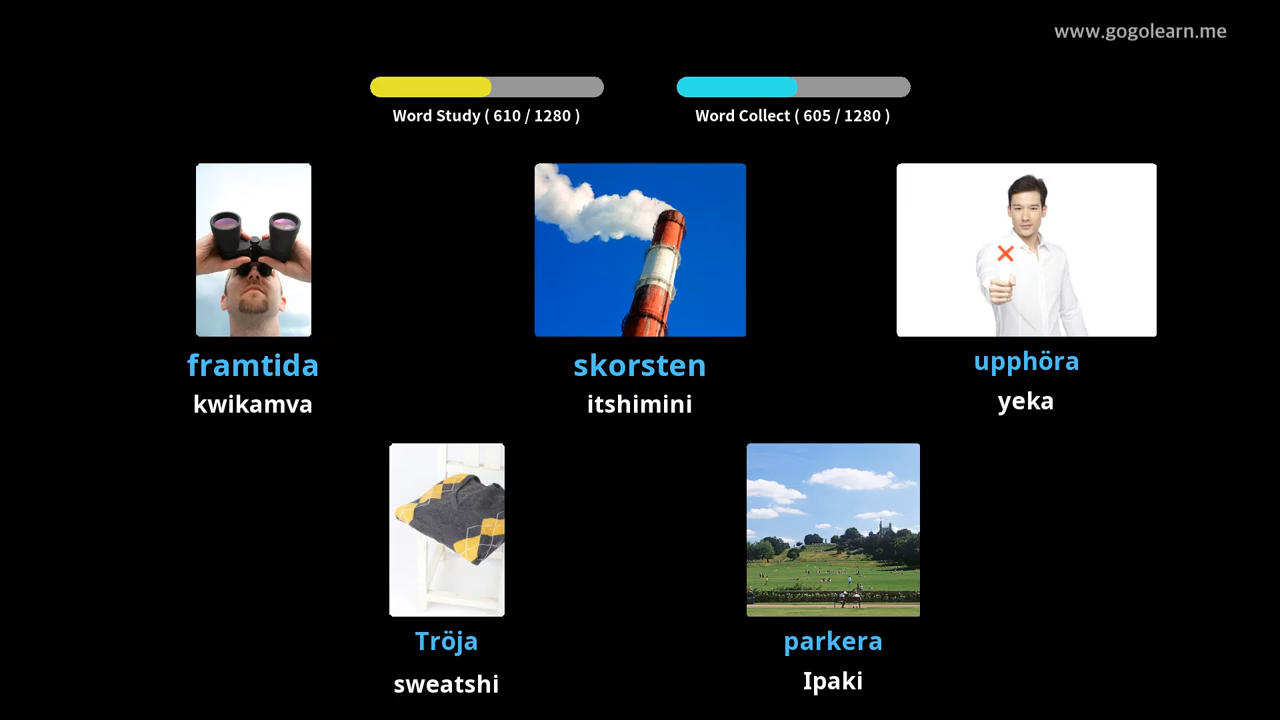 www.gogolearn.me
Word Study ( 610 / 1280 )
Word Collect ( 605 / 1280 )
framtida
kwikamva
skorsten
itshimini
upphöra
yeka
Tröja
sweatshi
parkera
Ipaki